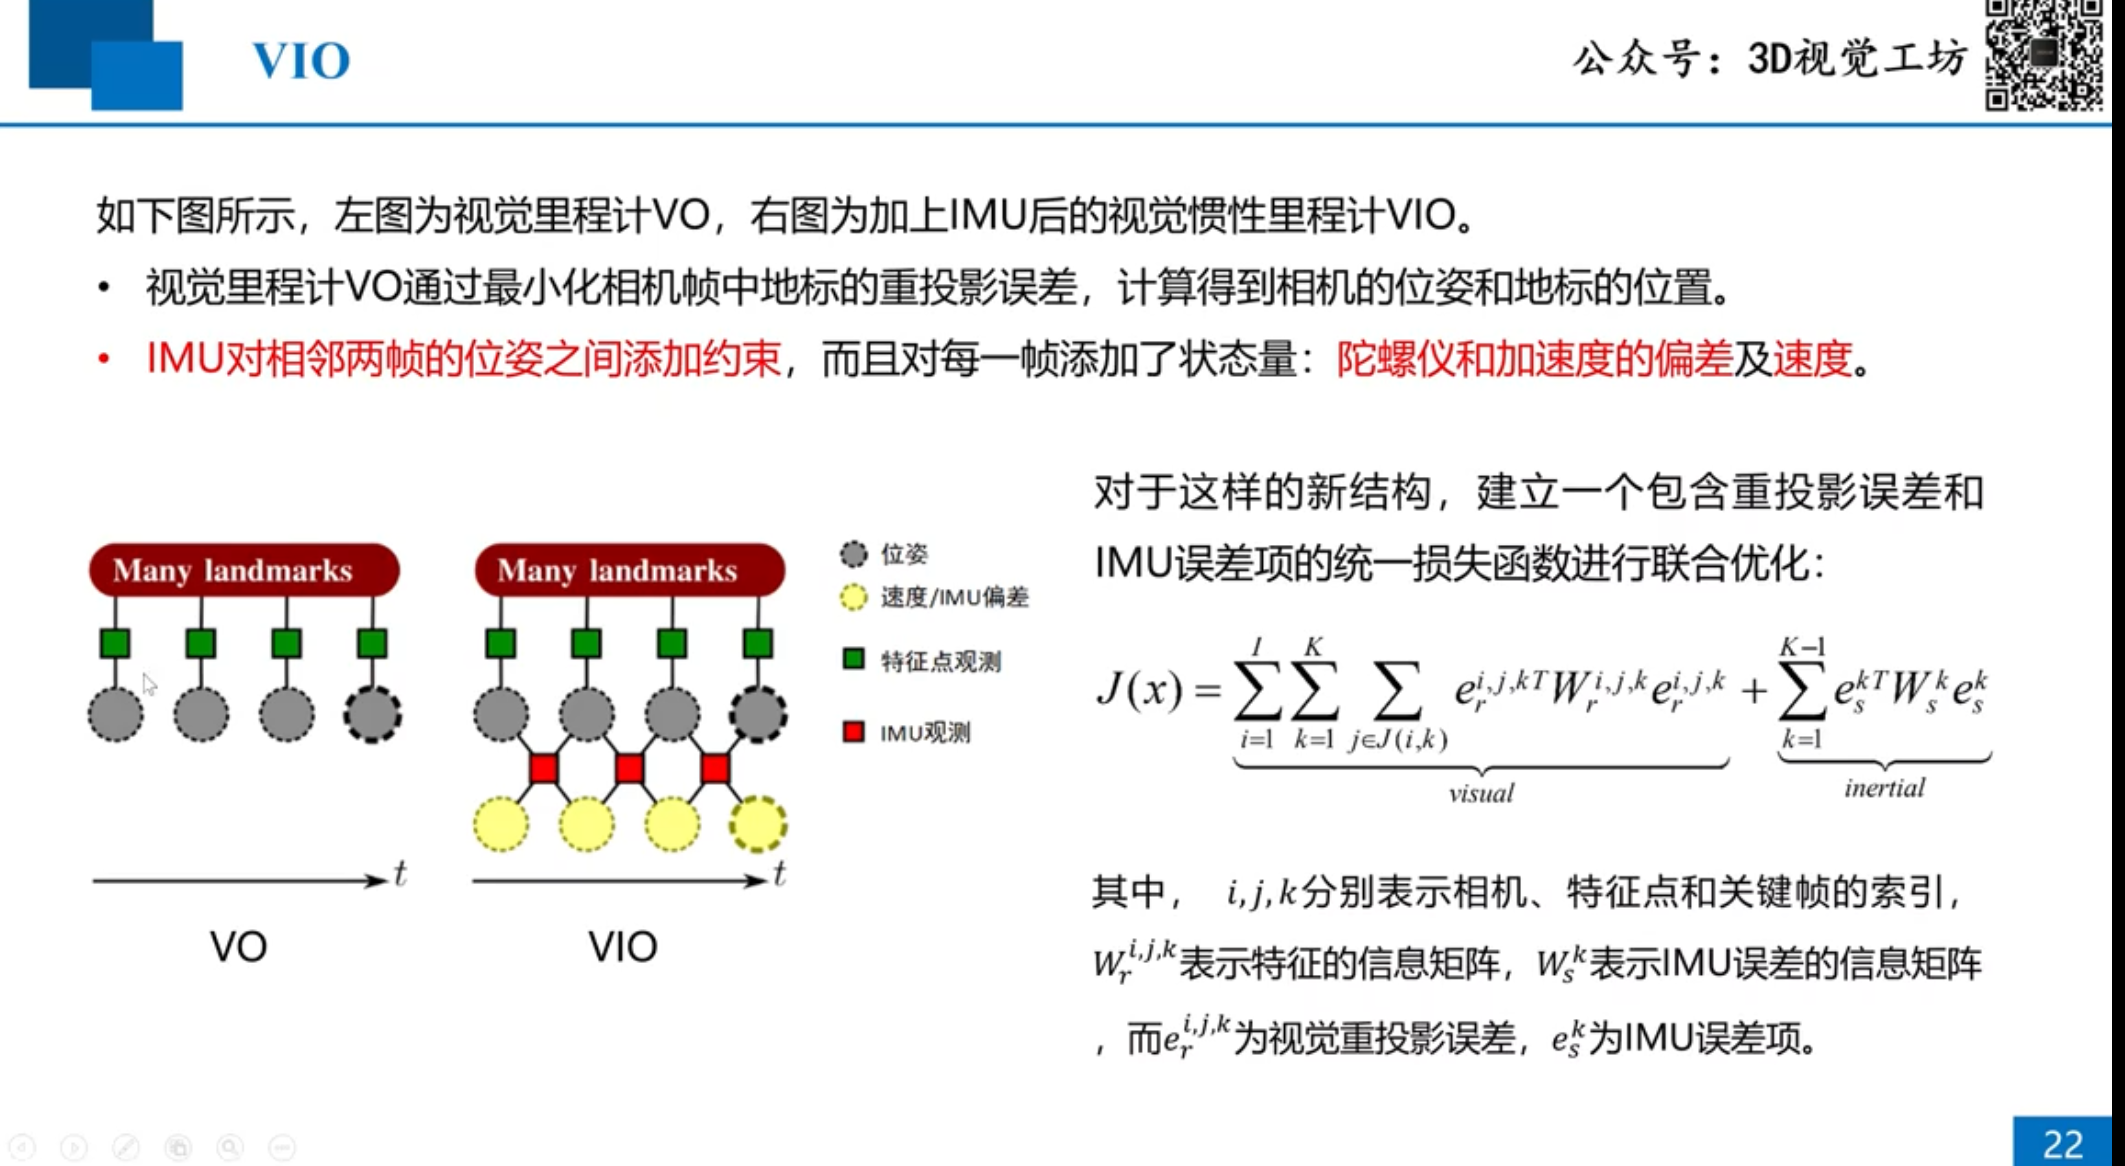 VIO
公众号：3D视觉工坊
如下图所示，左图为视觉里程计VO，右图为加上IMU后的视觉惯性里程计VIO。
• 视觉里程计VO通过最小化相机帧中地标的重投影误差，计算得到相机的位姿和地标的位置。
• IMU对相邻两帧的位姿之间添加约束，而且对每一帧添加了状态量：陀螺仪和加速度的偏差及速度。
Many landmarks
t
VO
Many landmarks
t
VIO
位姿
速度/IMU偏差
特征点观测
IMU观测
对于这样的新结构，建立一个包含重投影误差和
IMU误差项的统一损失函数进行联合优化：
$J(x) = \underbrace{\sum_{i=1}^{I} \sum_{k=1}^{K} \sum_{j \in J(i,k)} e_r^{i,j,kT} W_r^{i,j,k} e_r^{i,j,k}}_{visual} + \underbrace{\sum_{k=1}^{K-1} e_s^{kT} W_s^k e_s^k}_{inertial}$
其中， $i, j, k$分别表示相机、特征点和关键帧的索引，
$W_r^{i,j,k}$表示特征的信息矩阵，$W_s^k$表示IMU误差的信息矩阵
，而$e_r^{i,j,k}$为视觉重投影误差，$e_s^k$为IMU误差项。
22